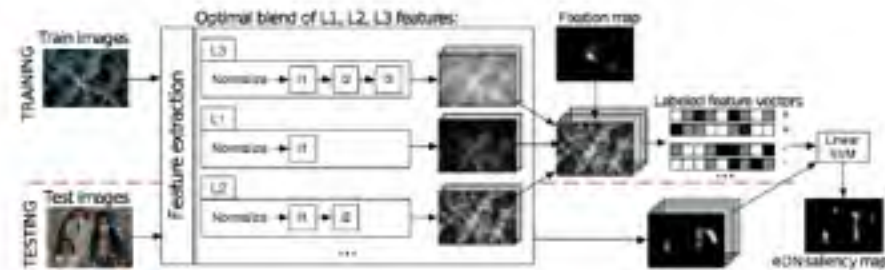 Optimal blend of L1, L2, L3 features:
Fixation map
Train images
TRAINING
Feature extraction
L3
Normalize
L1
Normalize
L2
Normalize
...
Labeled feature vectors
...
Linear SVM
Test images
TESTING
eDN saliency map